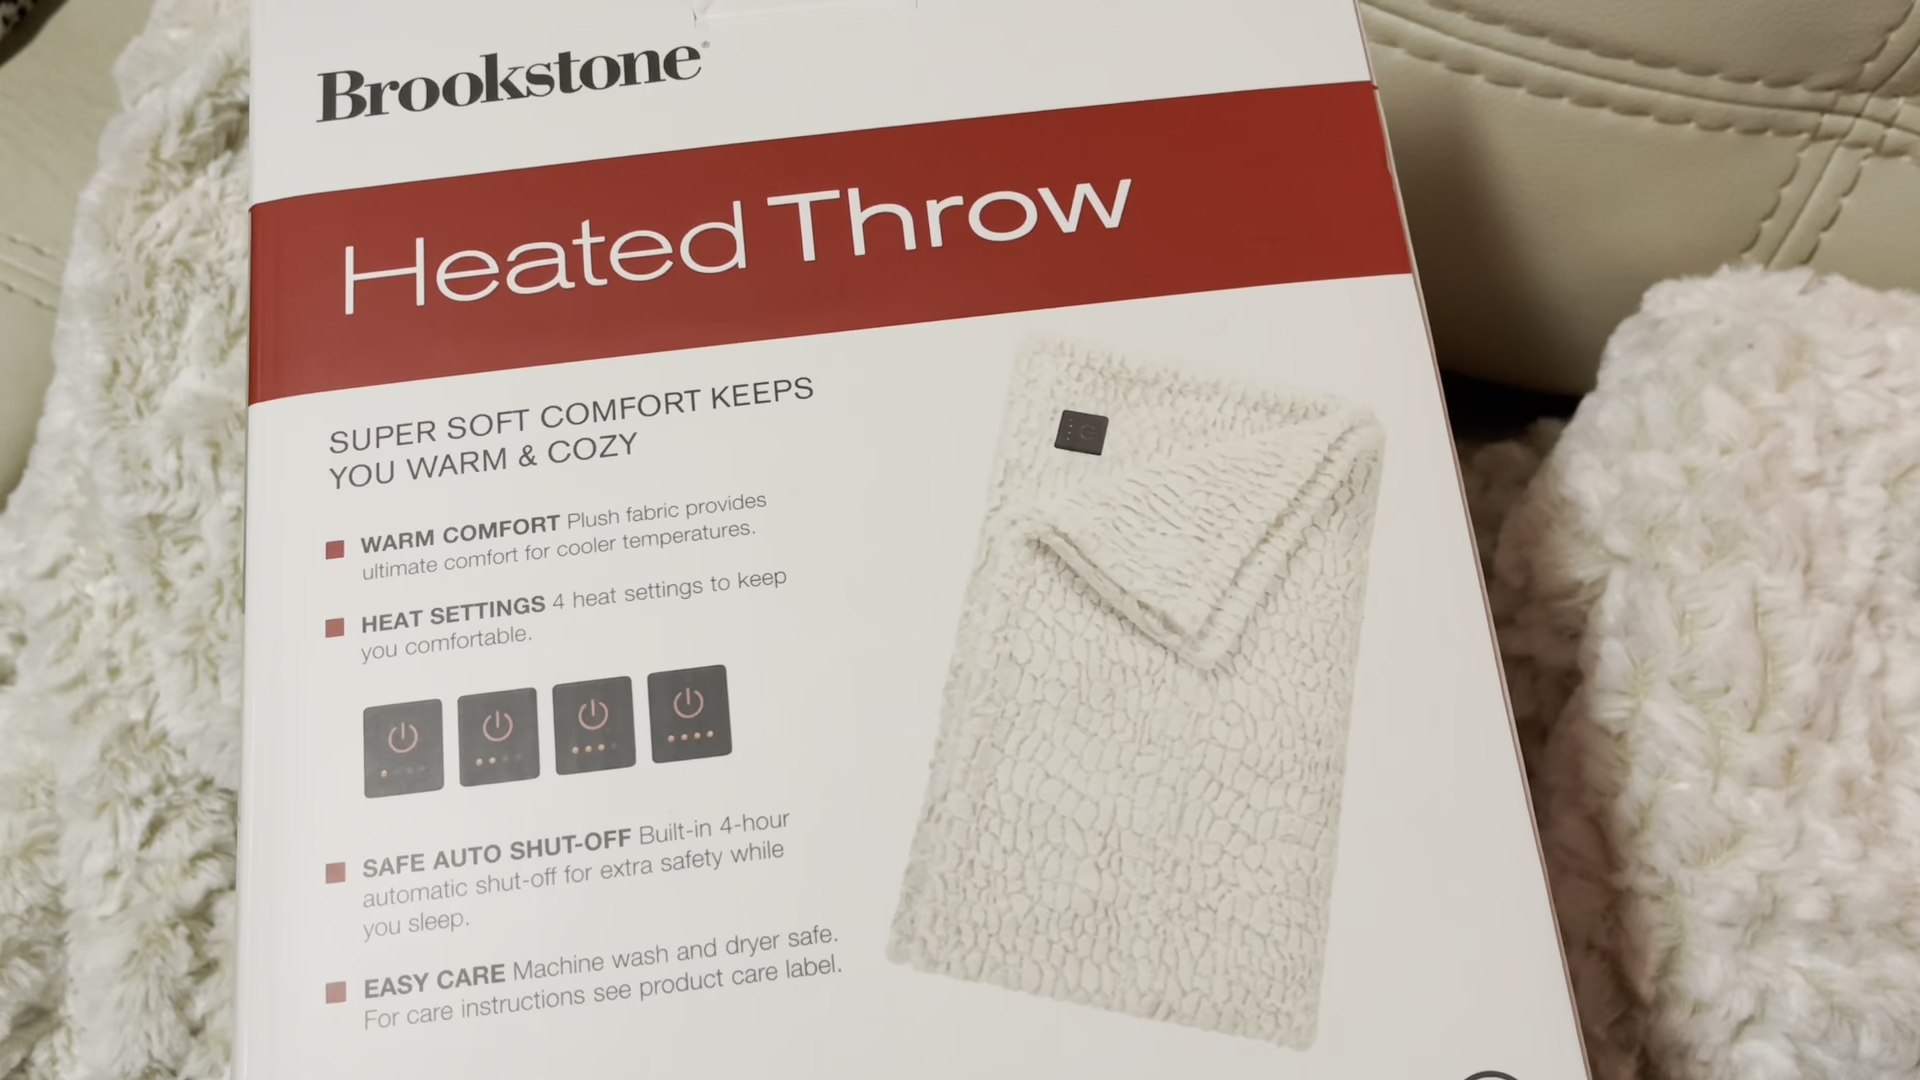 Brookstone®
Heated Throw
SUPER SOFT COMFORT KEEPS
YOU WARM & COZY
WARM COMFORT Plush fabric provides
ultimate comfort for cooler temperatures.
HEAT SETTINGS 4 heat settings to keep
you comfortable.
SAFE AUTO SHUT-OFF Built-in 4-hour
automatic shut-off for extra safety while
you sleep.
EASY CARE Machine wash and dryer safe.
For care instructions see product care label.